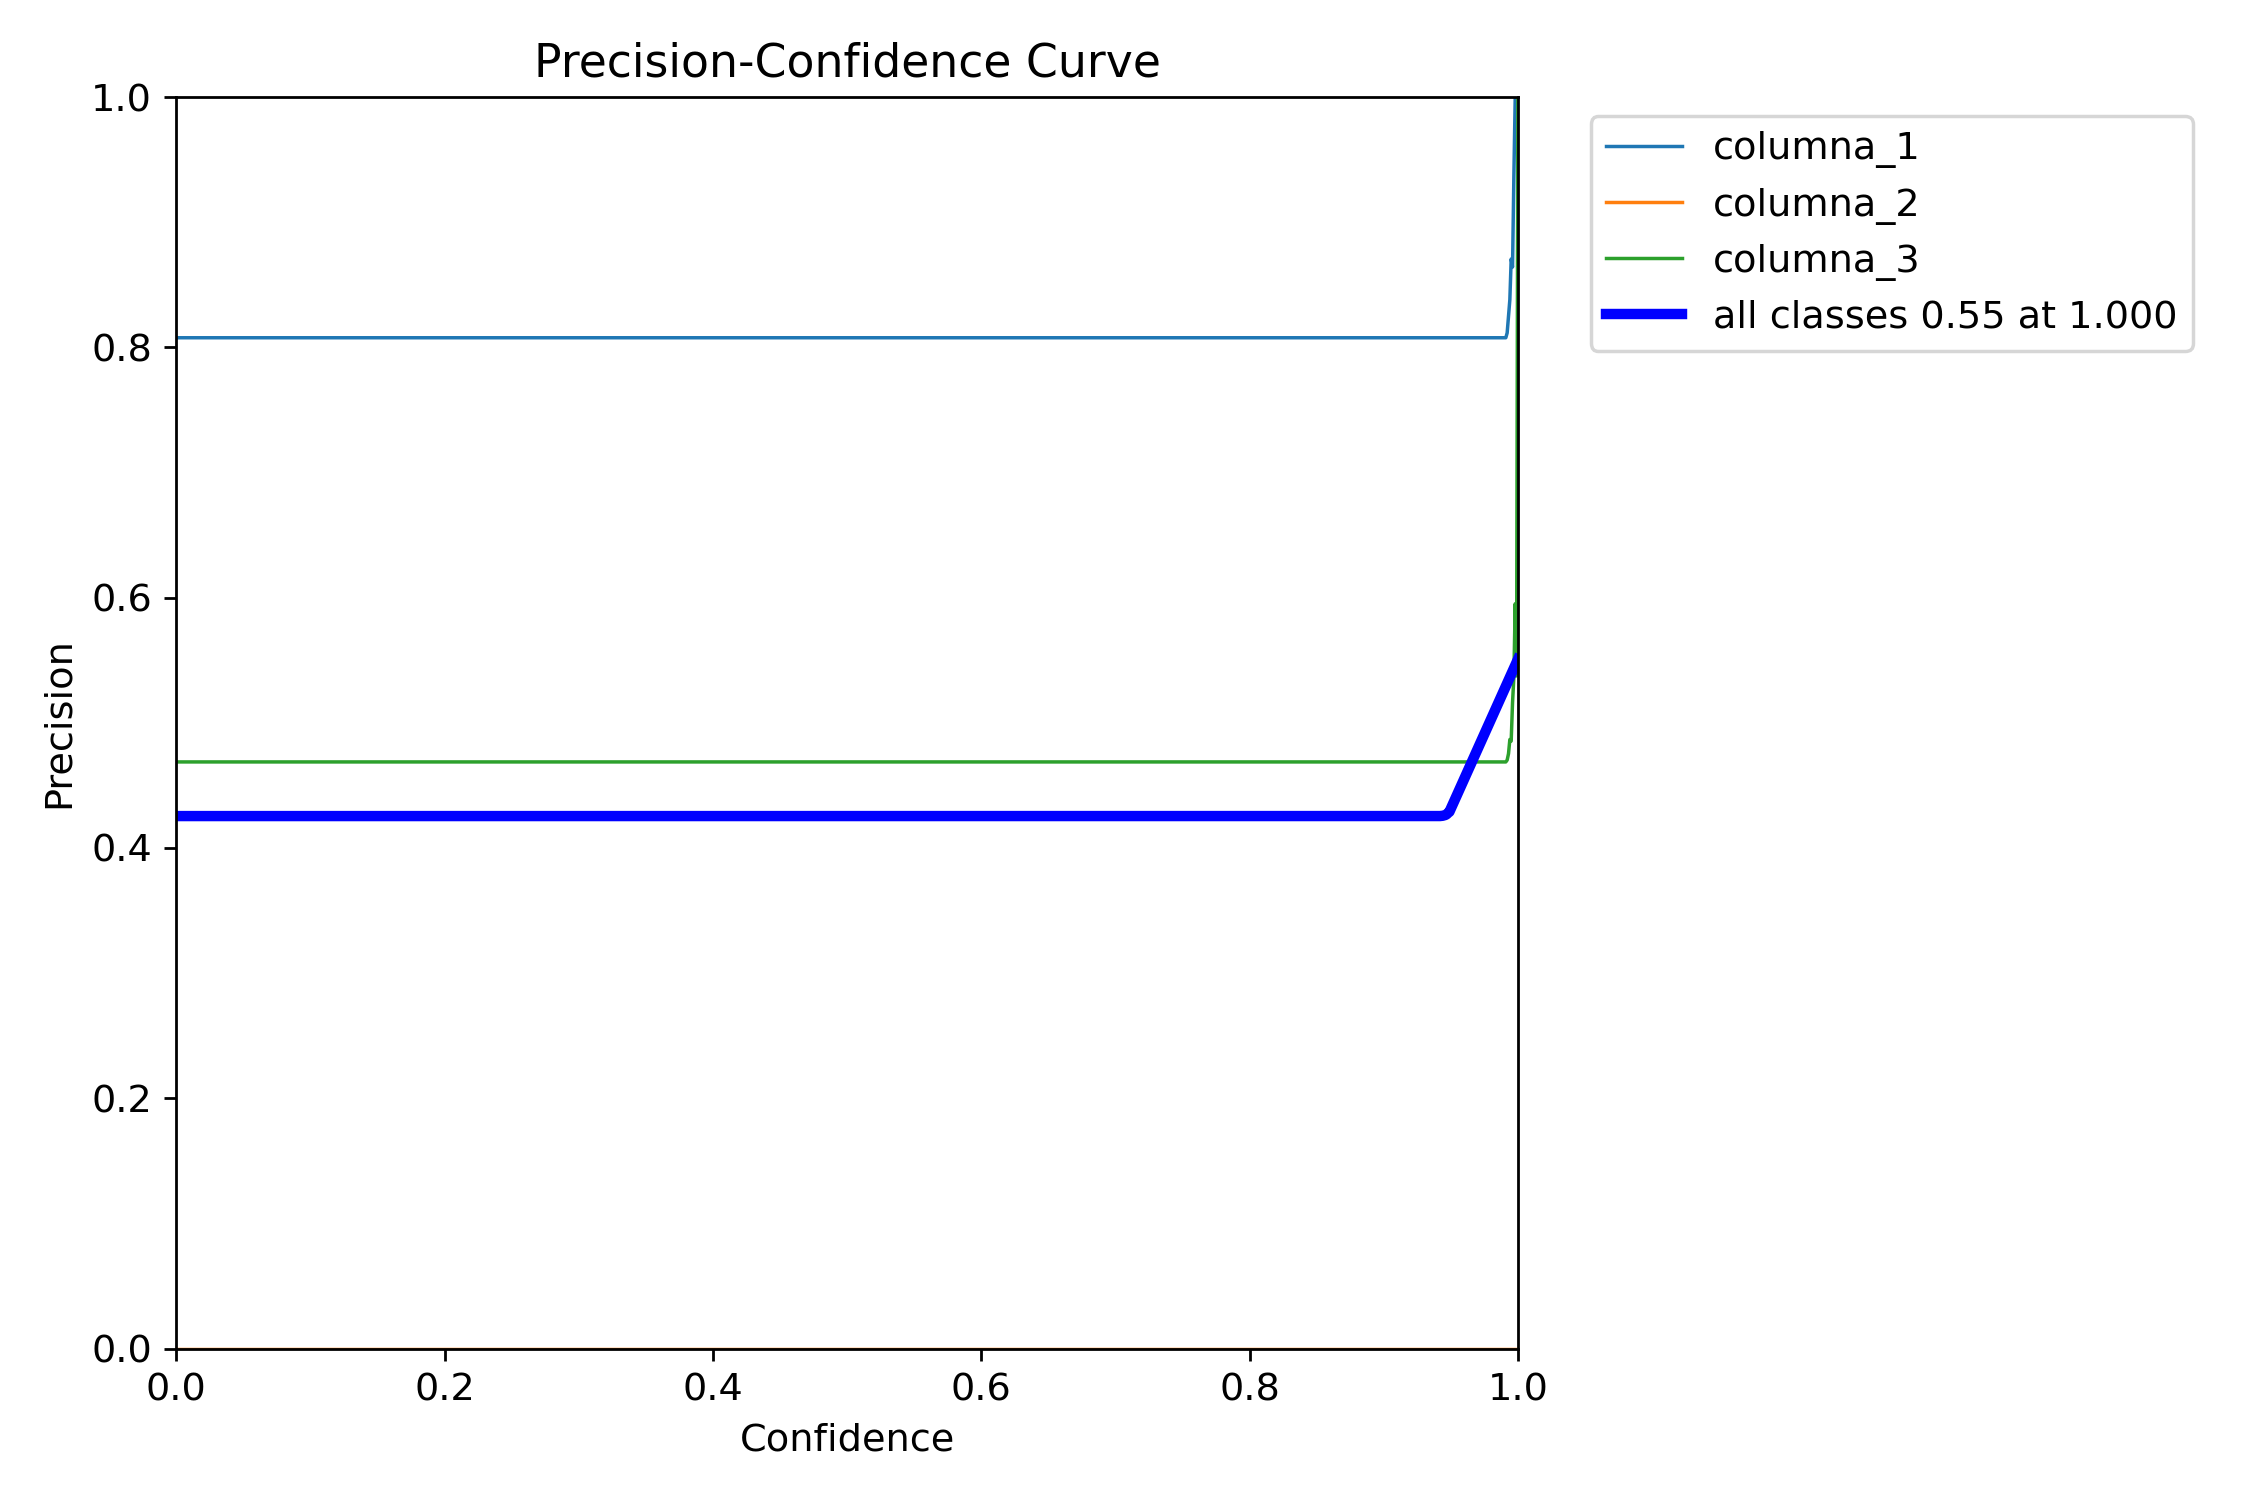 Precision-Confidence Curve
1.0
0.8
0.6
0.4
0.2
0.0
Precision
0.0 0.2 0.4 0.6 0.8 1.0
Confidence
columna_1
columna_2
columna_3
all classes 0.55 at 1.000